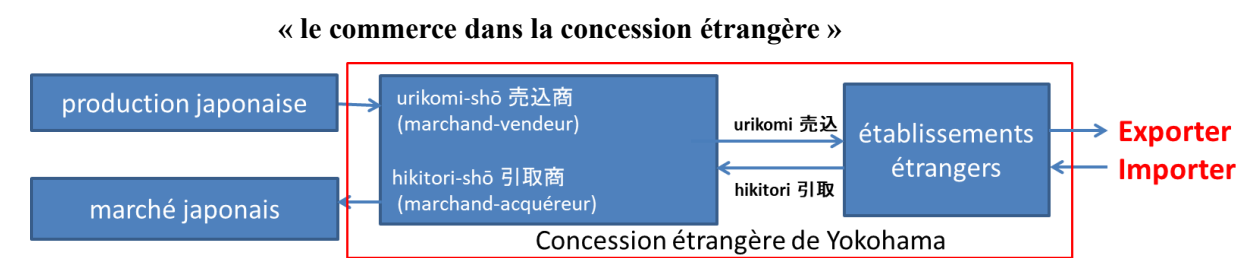 « le commerce dans la concession étrangère »
production japonaise
marché japonais
urikomi-shō 売込商
(marchand-vendeur)
hikitori-shō 引取商
(marchand-acquéreur)
urikomi 売込
hikitori 引取
établissements
étrangers
Exporter
Importer
Concession étrangère de Yokohama